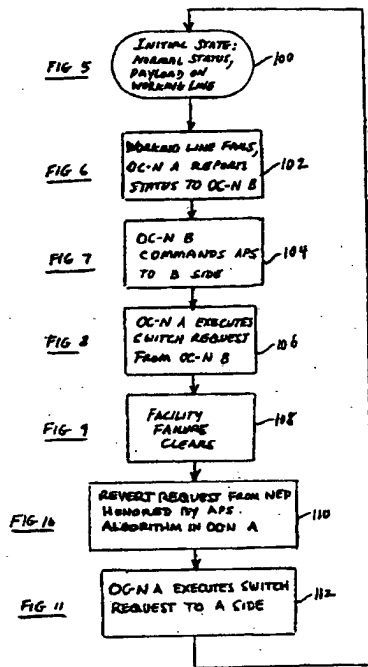 FIG 5
INITIAL STATE:
NORMAL STATUS,
PAYLOAD ON
WORKING LINE
100
FIG 6
WORKING LINE FAILS,
OC-N A REPORTS
STATUS TO OC-N B
102
FIG 7
OC-N B
COMMANDS APS
TO B SIDE
104
FIG 8
OC-N A EXECUTES
SWITCH REQUEST
FROM OC-N B
106
FIG 9
FACILITY
FAILURE
CLEARS
108
FIG 10
REVERT REQUEST FROM NEP
HONORED BY APS
ALGORITHM IN OCN A
110
FIG 11
OC-N A EXECUTES SWITCH
REQUEST TO A SIDE
112